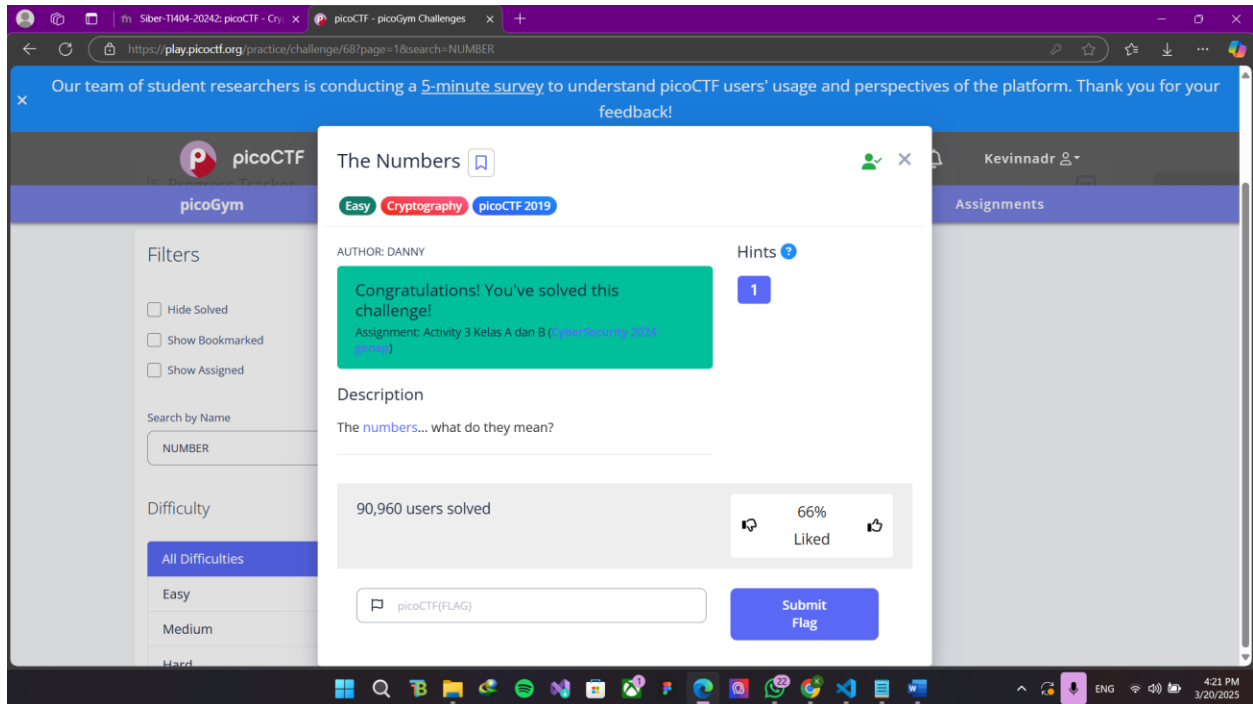 Siber-TI404-20242: picoCTF - Cry
picoCTF - picoGym Challenges
https://play.picoctf.org/practice/challenge/68?page=1&search=NUMBER
Our team of student researchers is conducting a 5-minute survey to understand picoCTF users' usage and perspectives of the platform. Thank you for your
feedback!
picoCTF
Kevinnadr
Progress Tracker
picoGym
Assignments
The Numbers
Easy Cryptography picoCTF 2019
Filters
Hide Solved
Show Bookmarked
Show Assigned
Search by Name
NUMBER
Difficulty
All Difficulties
Easy
Medium
Hard
AUTHOR: DANNY
Hints ?
1
Congratulations! You've solved this
challenge!
Assignment: Activity 3 Kelas A dan B (CyberSecurity 2024
genap)
Description
The numbers... what do they mean?
90,960 users solved
66%
Liked
picoCTF{FLAG}
Submit
Flag
22
ENG
4:21 PM
3/20/2025